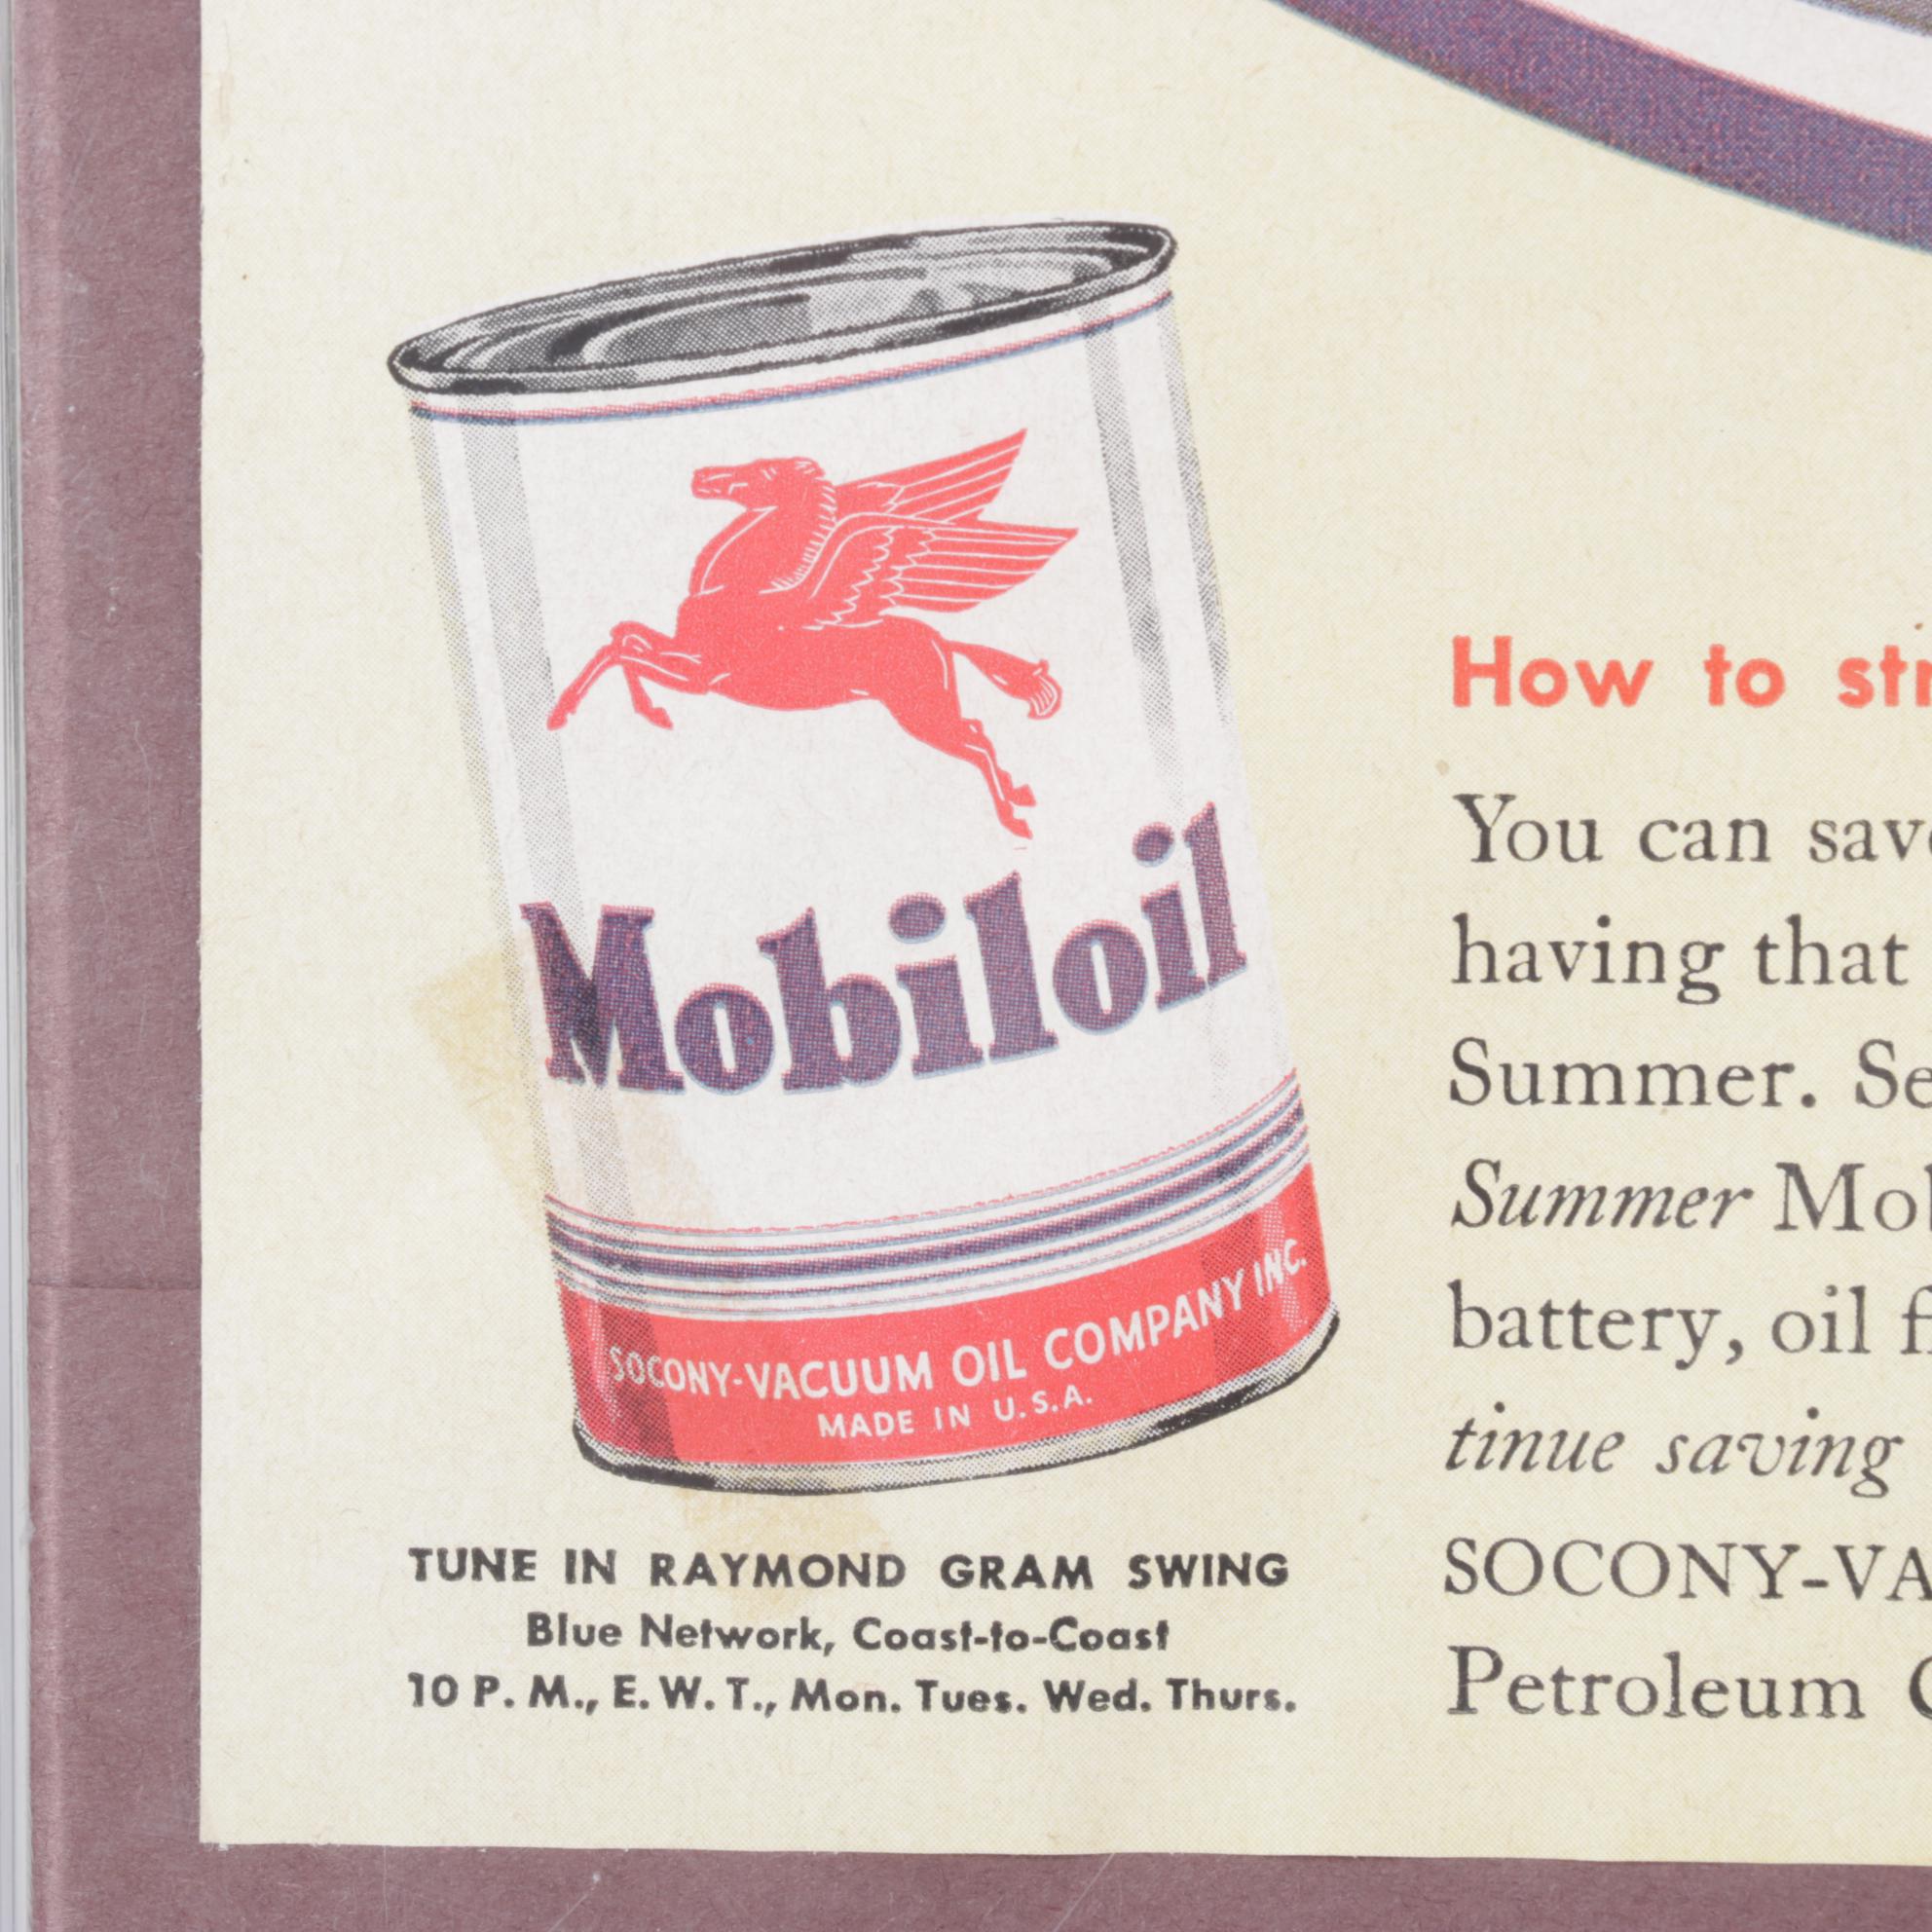 Mobiloil
SOCONY-VACUUM OIL COMPANY INC.
MADE IN U.S.A.
TUNE IN RAYMOND GRAM SWING
Blue Network, Coast-to-Coast
10 P. M., E. W. T., Mon. Tues. Wed. Thurs.
How to
You can
having that
Summer.
Summer
battery, oil
tinue saving
Petroleum